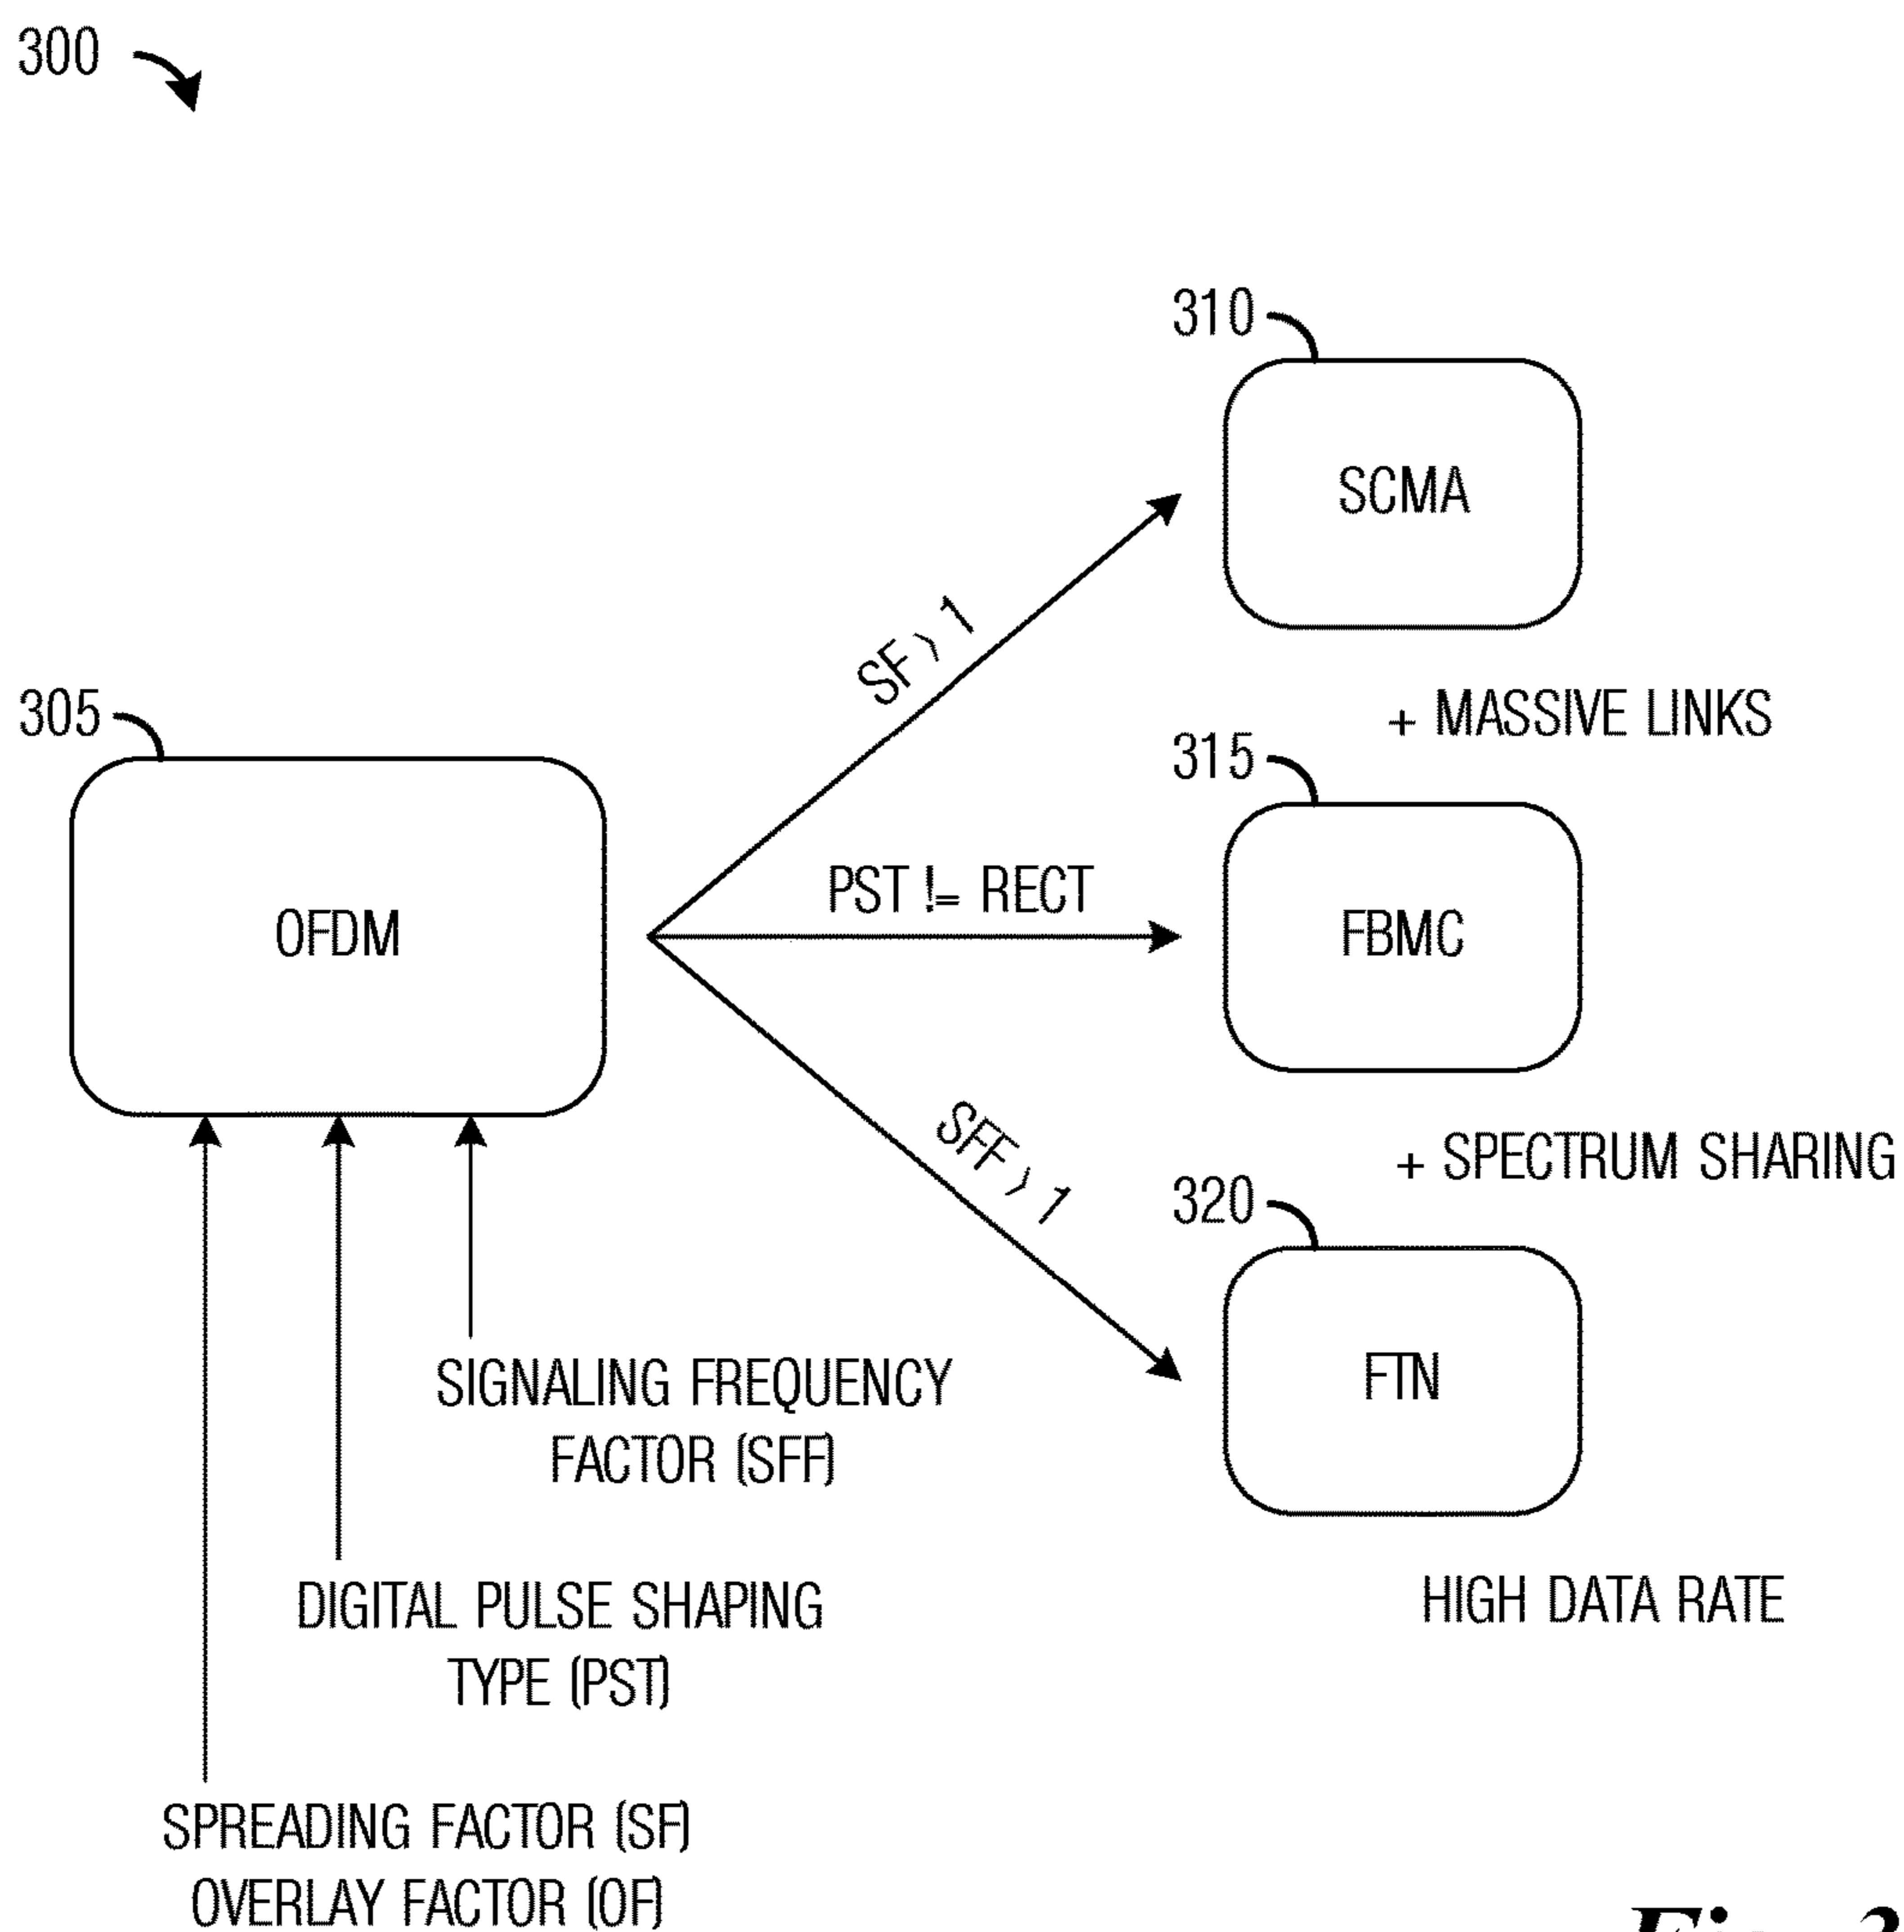 300
310
SCMA
SF > 1
+ MASSIVE LINKS
305
315
OFDM
PST != RECT
FBMC
SFF > 1
+ SPECTRUM SHARING
320
FTN
SIGNALING FREQUENCY
FACTOR (SFF)
HIGH DATA RATE
DIGITAL PULSE SHAPING
TYPE (PST)
SPREADING FACTOR (SF)
OVERLAY FACTOR (OF)